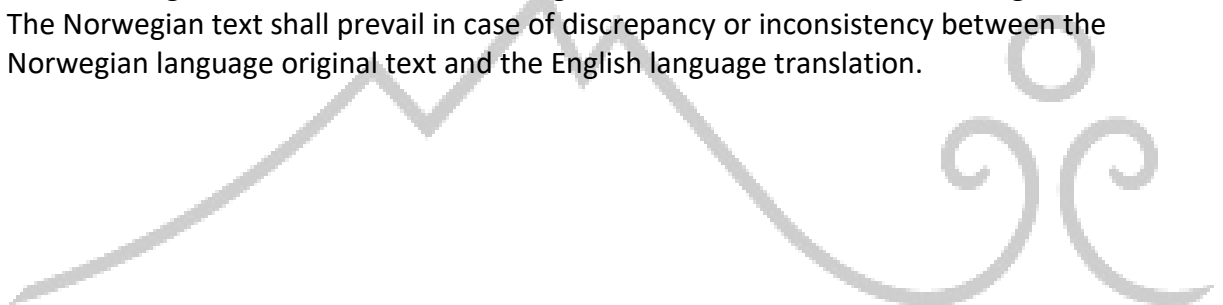 The Norwegian text shall prevail in case of discrepancy or inconsistency between the
Norwegian language original text and the English language translation.